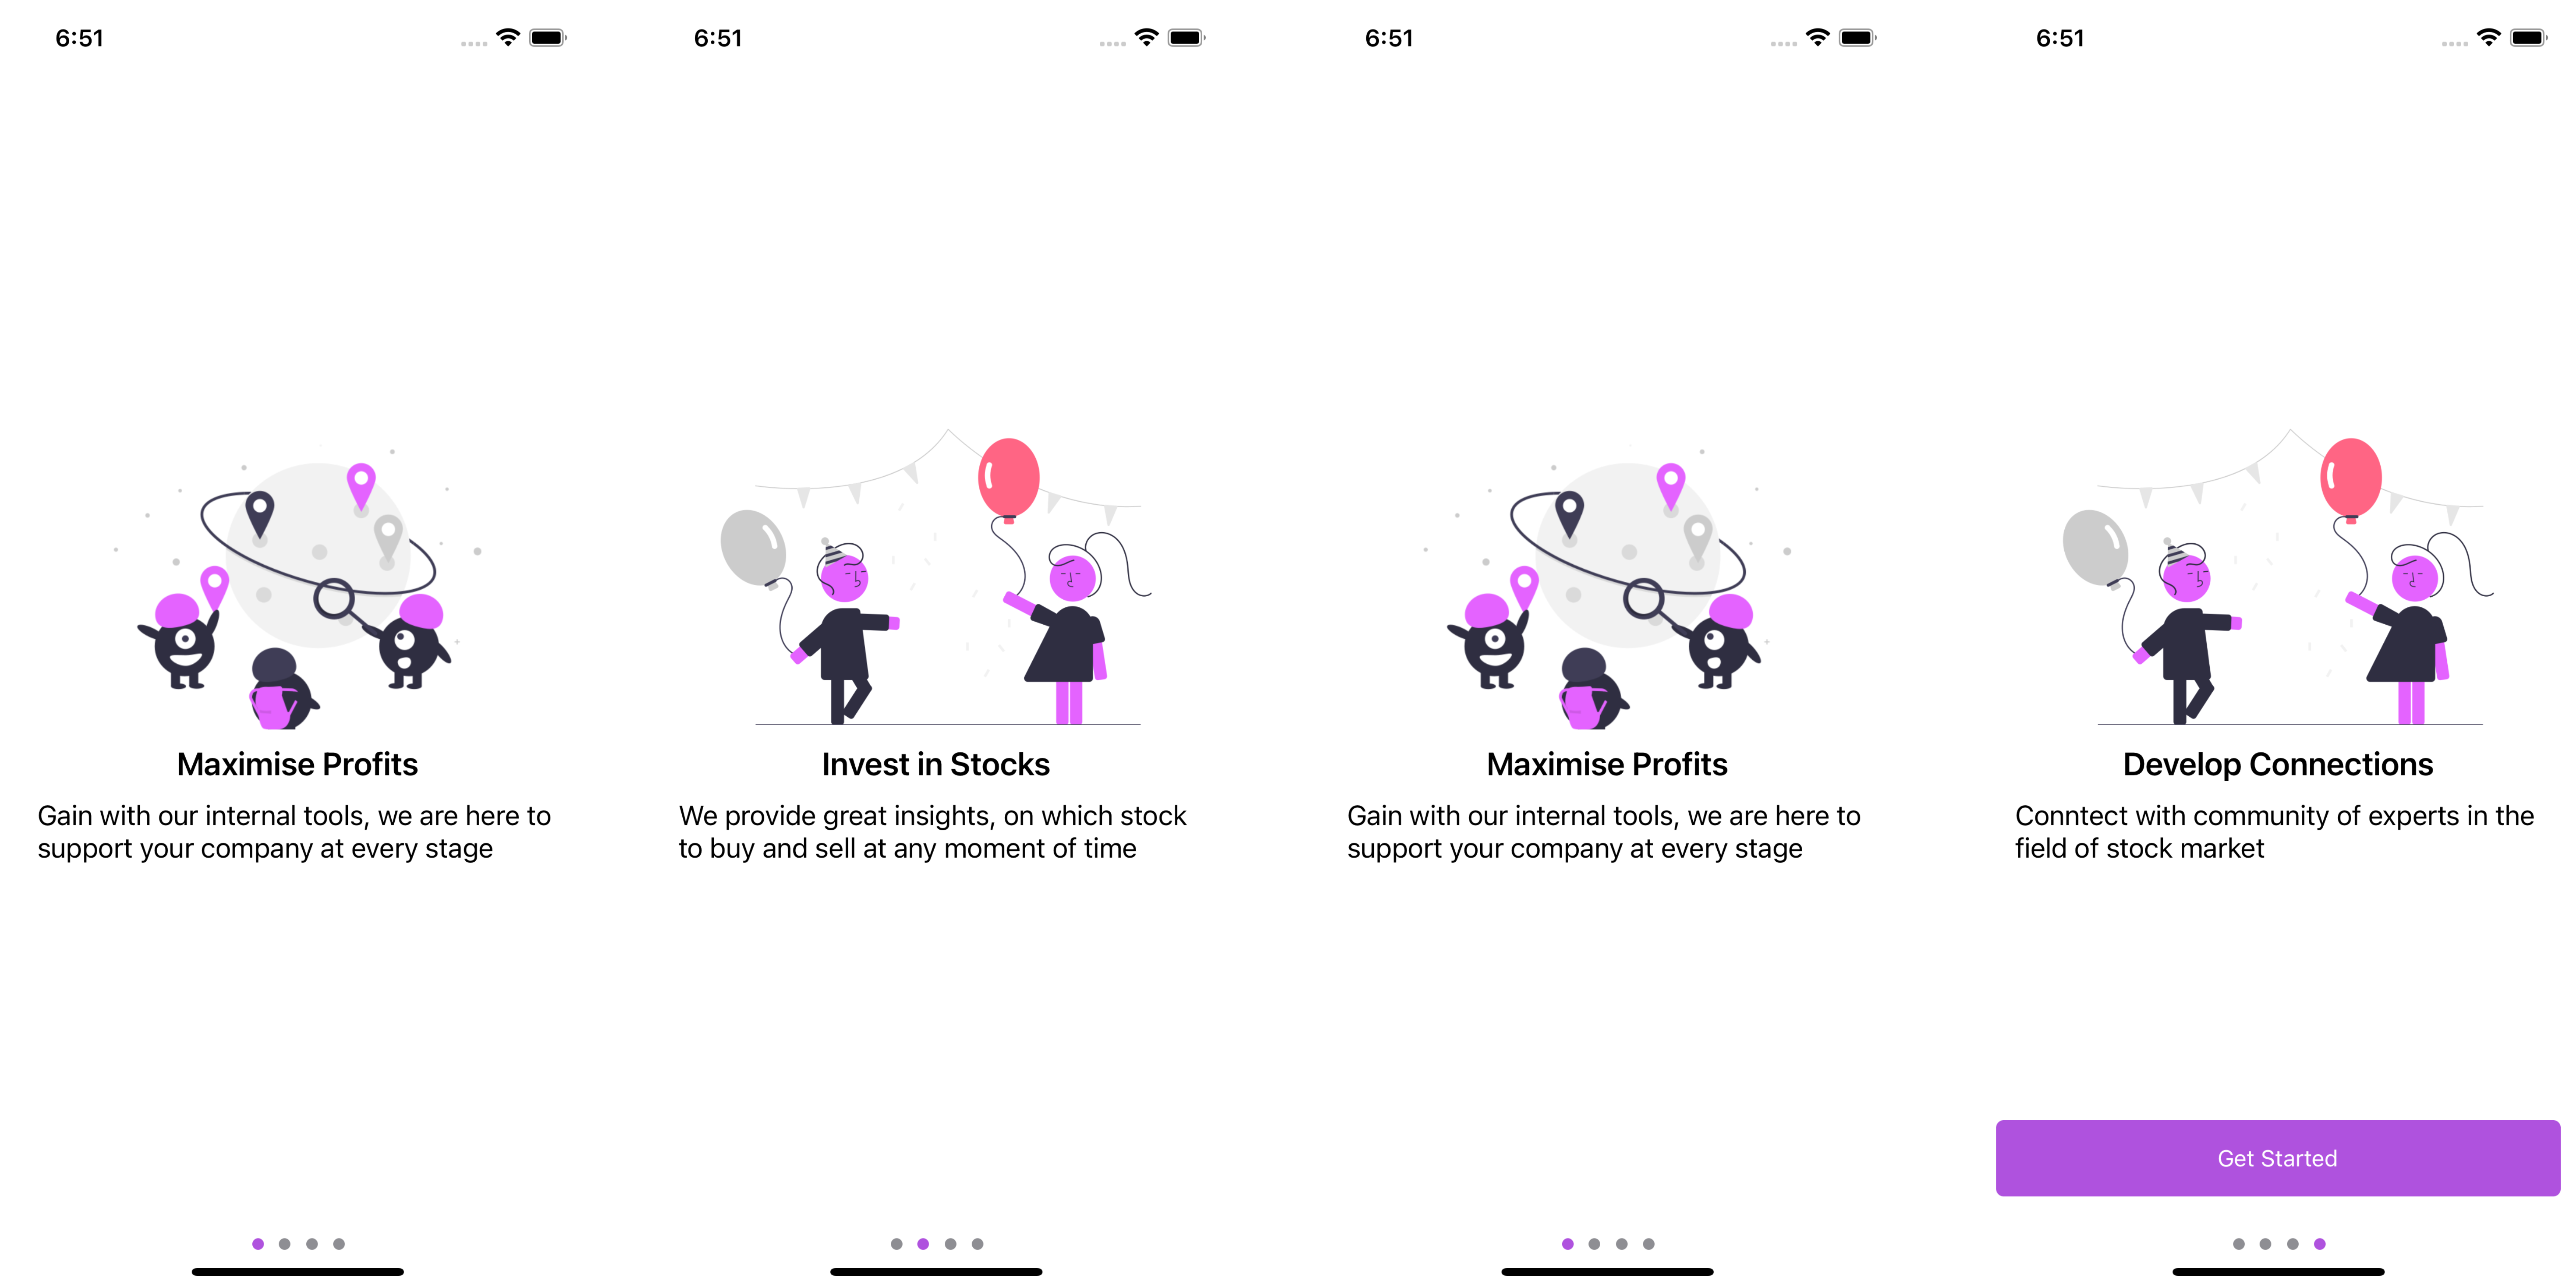 6:51
Maximise Profits
Gain with our internal tools, we are here to
support your company at every stage
6:51
Invest in Stocks
We provide great insights, on which stock
to buy and sell at any moment of time
6:51
Maximise Profits
Gain with our internal tools, we are here to
support your company at every stage
6:51
Develop Connections
Conntect with community of experts in the
field of stock market
Get Started